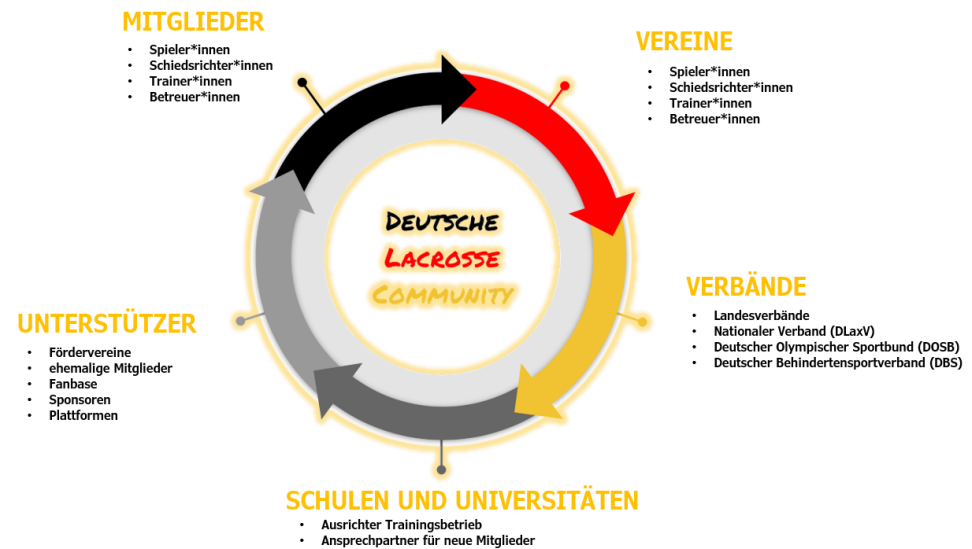 MITGLIEDER
• Spieler*innen
• Schiedsrichter*innen
• Trainer*innen
• Betreuer*innen
VEREINE
• Spieler*innen
• Schiedsrichter*innen
• Trainer*innen
• Betreuer*innen
DEUTSCHE
LACROSSE
COMMUNITY
VERBÄNDE
• Landesverbände
• Nationaler Verband (DLaxV)
• Deutscher Olympischer Sportbund (DOSB)
• Deutscher Behindertensportverband (DBS)
UNTERSTÜTZER
• Fördervereine
• ehemalige Mitglieder
• Fanbase
• Sponsoren
• Plattformen
SCHULEN UND UNIVERSITÄTEN
• Ausrichter Trainingsbetrieb
• Ansprechpartner für neue Mitglieder